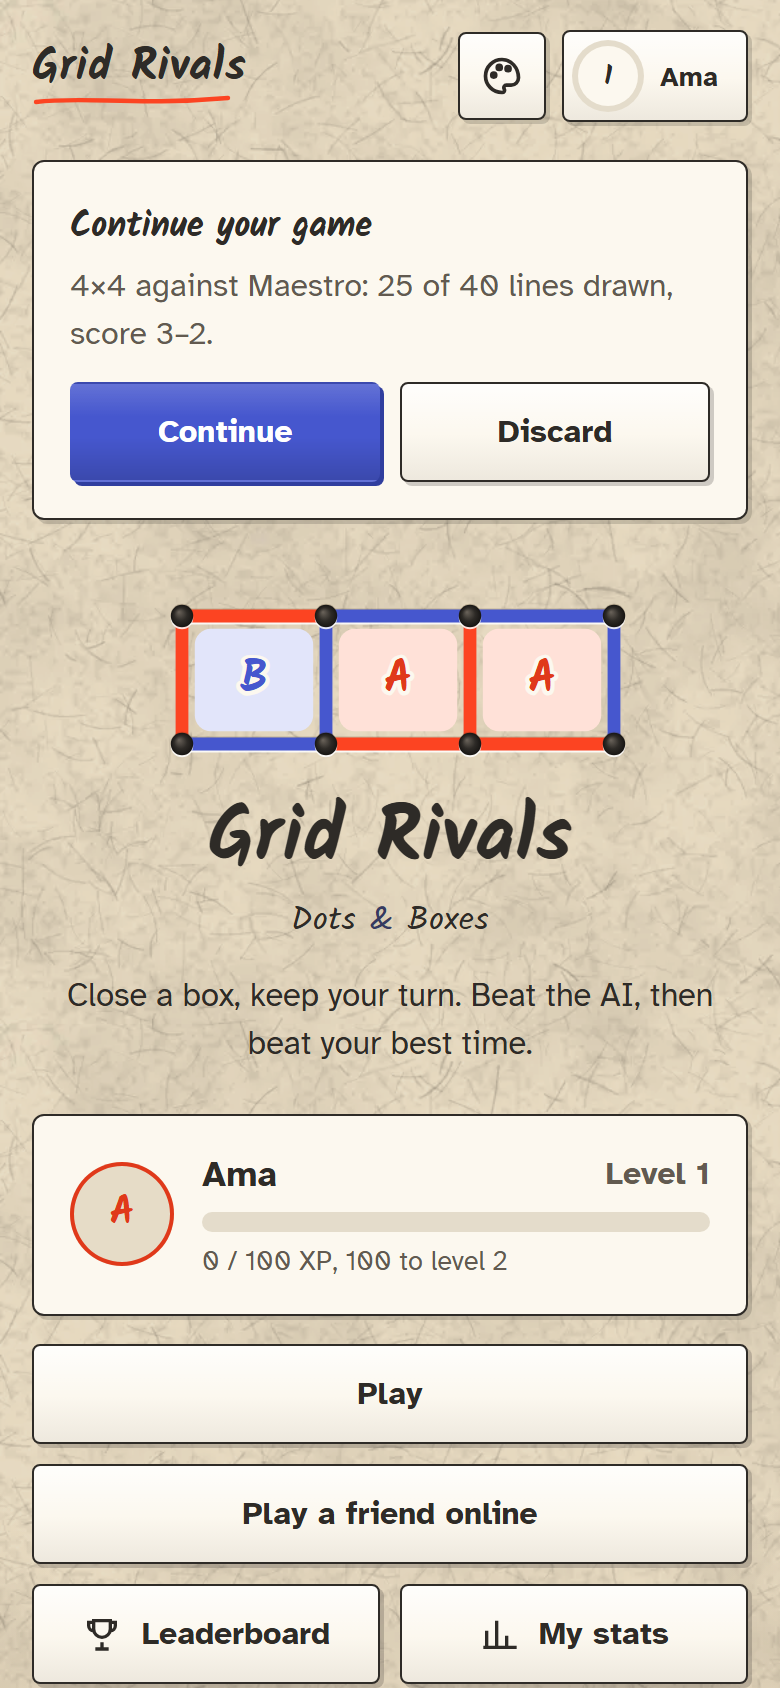 Grid Rivals
1 Ama
Continue your game
4×4 against Maestro: 25 of 40 lines drawn,
score 3–2.
Continue Discard
B A A
Grid Rivals
Dots & Boxes
Close a box, keep your turn. Beat the AI, then
beat your best time.
A Ama Level 1
0 / 100 XP, 100 to level 2
Play
Play a friend online
Leaderboard My stats